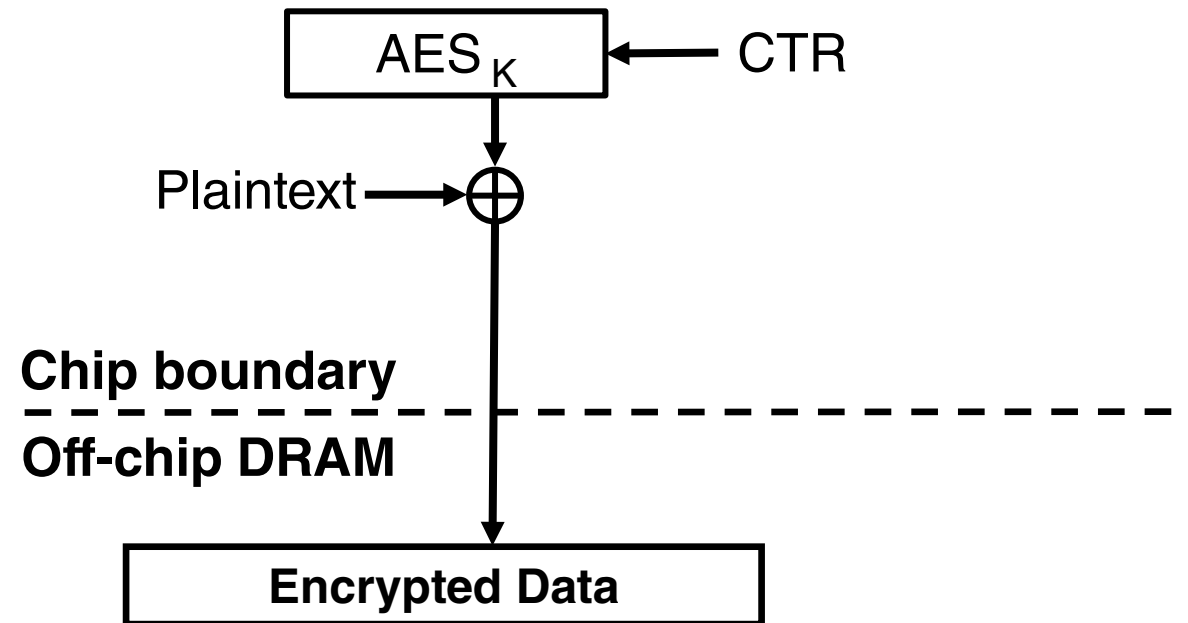 AES K
CTR
Plaintext
Chip boundary
Off-chip DRAM
Encrypted Data